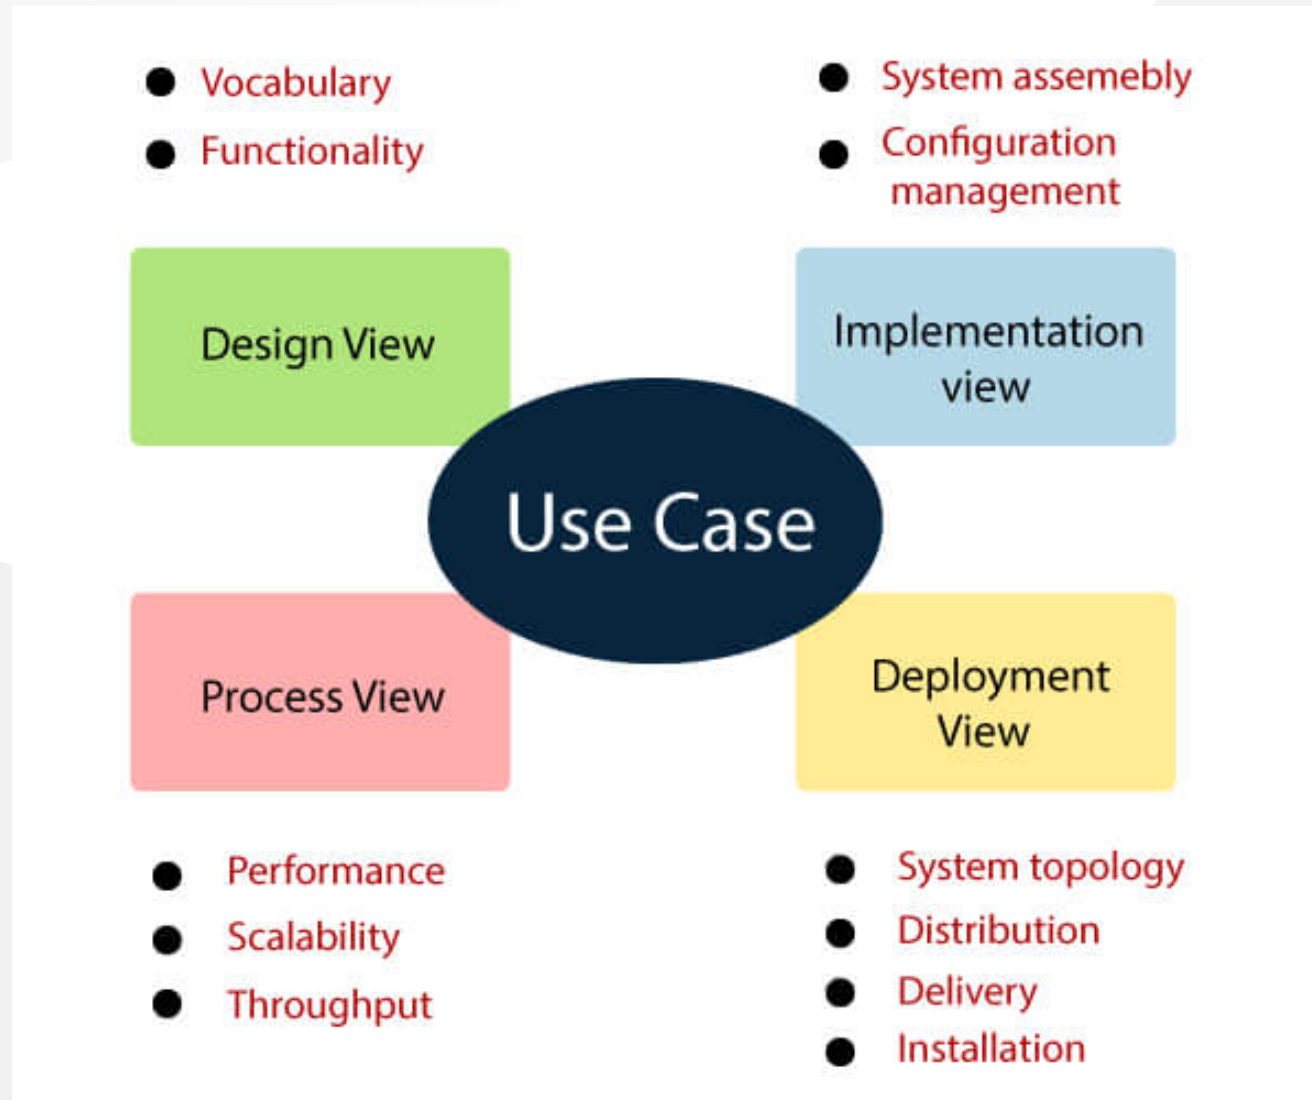 Vocabulary
Functionality
System assemebly
Configuration
management
Design View
Implementation
view
Use Case
Process View
Deployment
View
Performance
Scalability
Throughput
System topology
Distribution
Delivery
Installation